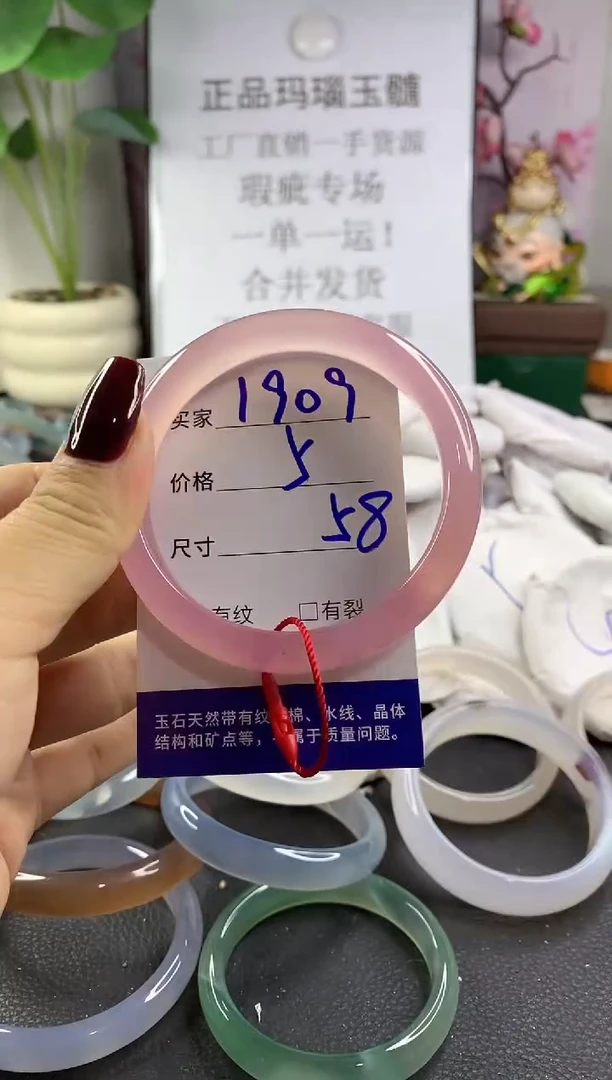 正品玛瑙玉髓
工厂直销一手货源
瑕疵专场
一单一运！
合并发货
买家 1909
价格 5
尺寸 58
有纹 □有裂
玉石天然带有纹 棉、水线、晶体
结构和矿点等， 属于质量问题。